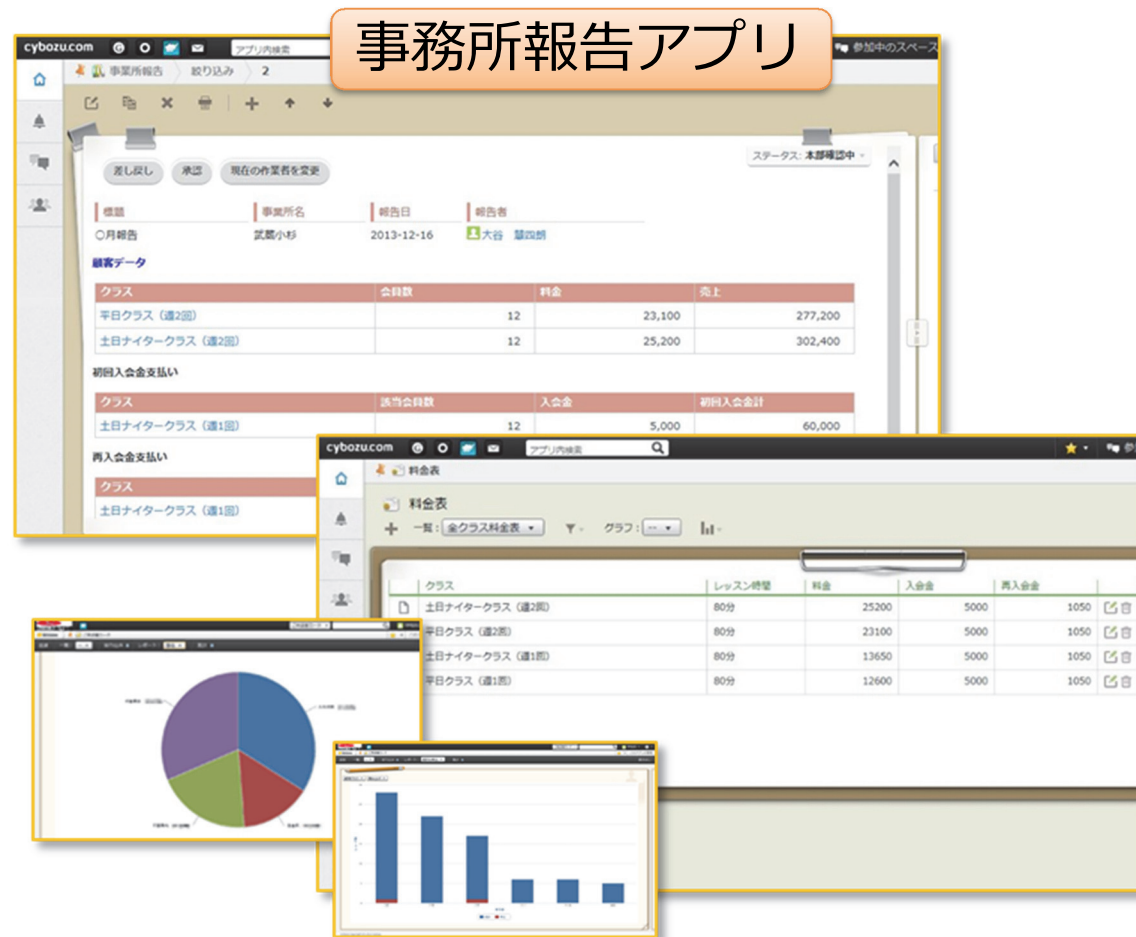 事務所報告アプリ
cybozu.com
アプリ内検索
参加中のスペース
事業所報告 絞り込み 2
ステータス: 本部確認中
差し戻し 承認 現在の作業者を変更
標題 事業所名 報告日 報告者
〇月報告 武蔵小杉 2013-12-16 大谷 慧四朗
顧客データ
クラス 会員数 料金 売上
平日クラス（週2回） 12 23,100 277,200
土日ナイタークラス（週2回） 12 25,200 302,400
初回入会金支払い
クラス 該当会員数 入会金 初回入会金計
土日ナイタークラス（週1回） 12 5,000 60,000
再入会金支払い
クラス
土日ナイタークラス（週1回）
cybozu.com
アプリ内検索
料金表
料金表
一覧: 全クラス料金表 グラフ: --
クラス レッスン時間 料金 入会金 再入会金
土日ナイタークラス（週2回） 80分 25200 5000 1050
平日クラス（週2回） 80分 23100 5000 1050
土日ナイタークラス（週1回） 80分 13650 5000 1050
平日クラス（週1回） 80分 12600 5000 1050